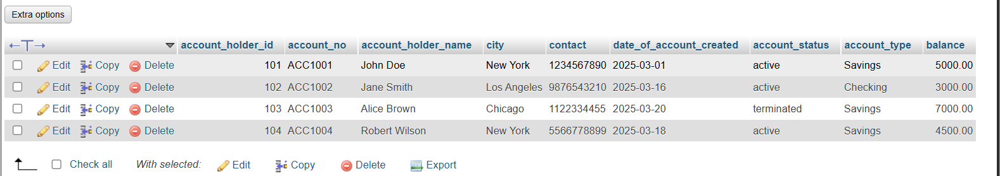 Extra options
account_holder_id account_no account_holder_name city contact date_of_account_created account_status account_type balance
Edit Copy Delete 101 ACC1001 John Doe New York 1234567890 2025-03-01 active Savings 5000.00
Edit Copy Delete 102 ACC1002 Jane Smith Los Angeles 9876543210 2025-03-16 active Checking 3000.00
Edit Copy Delete 103 ACC1003 Alice Brown Chicago 1122334455 2025-03-20 terminated Savings 7000.00
Edit Copy Delete 104 ACC1004 Robert Wilson New York 5566778899 2025-03-18 active Savings 4500.00
Check all With selected: Edit Copy Delete Export